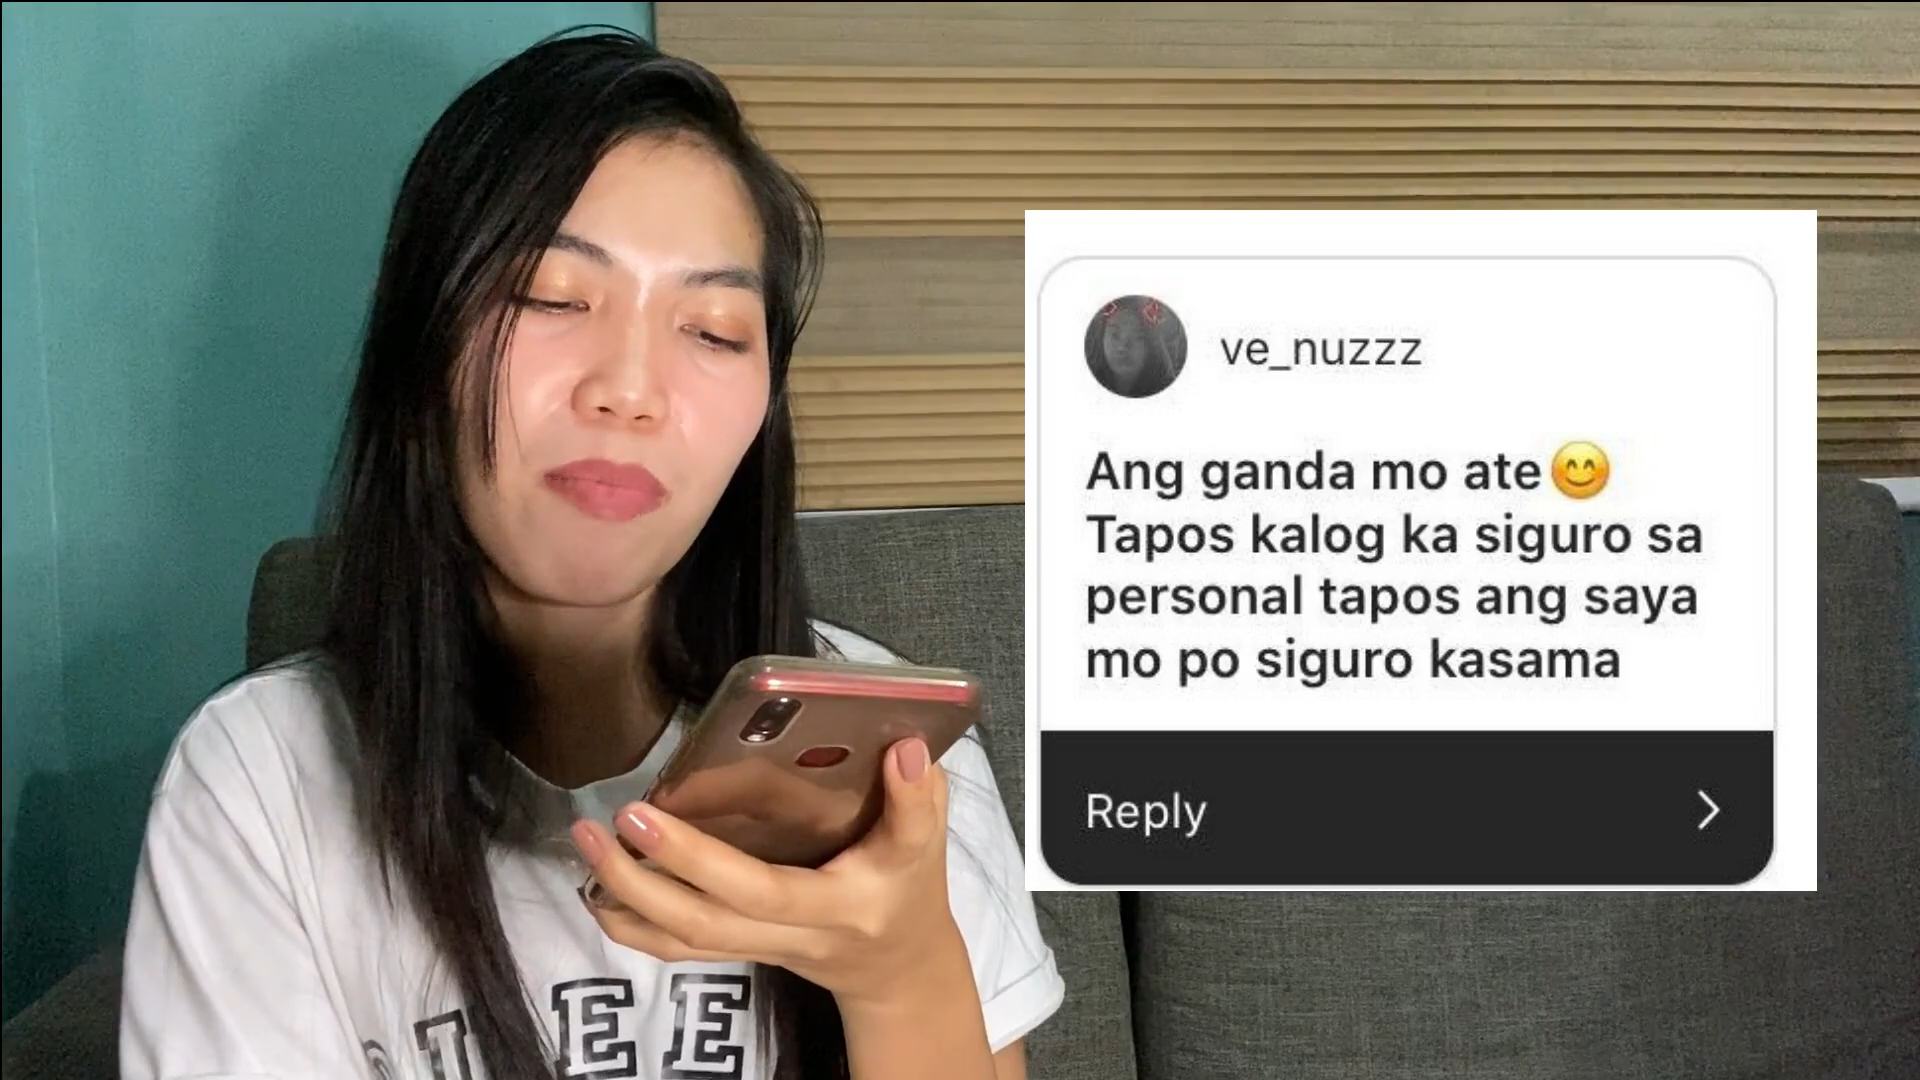 ve_nuzzz
Ang ganda mo ate😊
Tapos kalog ka siguro sa
personal tapos ang saya
mo po siguro kasama
Reply